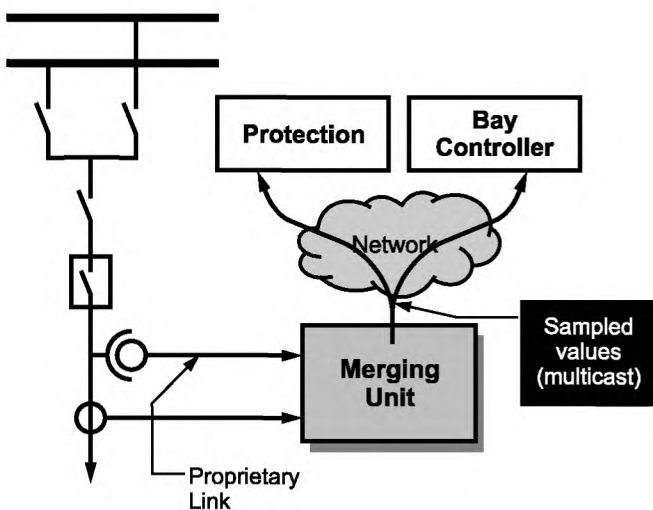 Protection
Bay
Controller
Network
Sampled
values
(multicast)
Merging
Unit
Proprietary
Link